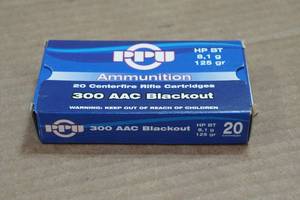 PPU
HP BT
8,1 g
125 gr
Ammunition
20 Centerfire Rifle Cartridges
300 AAC Blackout
WARNING: KEEP OUT OF REACH OF CHILDREN
PPU
300 AAC Blackout
HP BT
8,1 g
125 gr
20